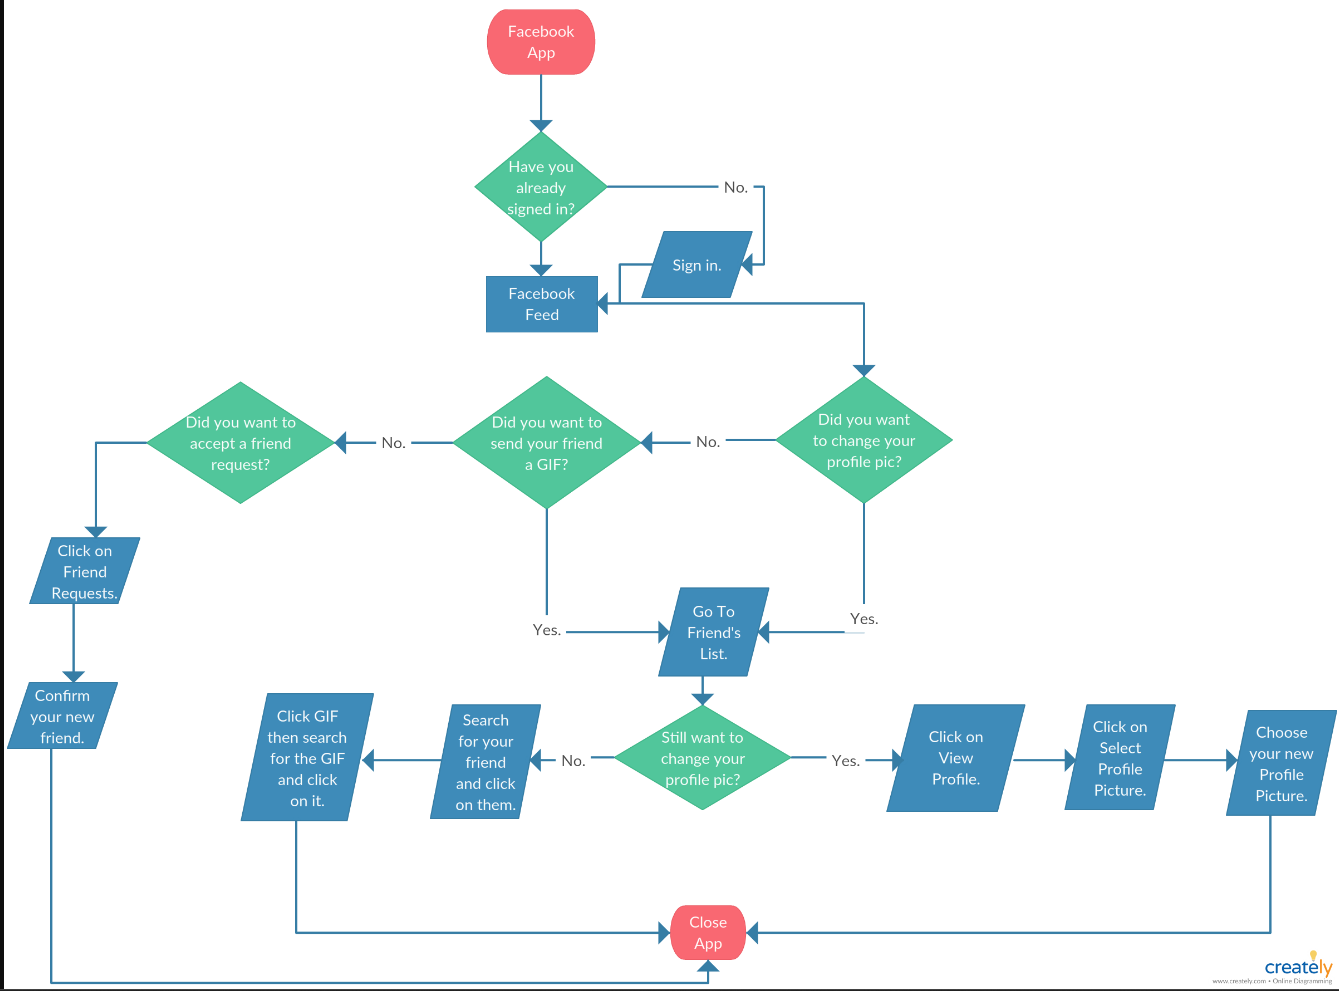 Facebook
App
Have you
already
signed in?
No.
Sign in.
Facebook
Feed
Did you want to
accept a friend
request?
No.
Did you want to
send your friend
a GIF?
No.
Did you want
to change your
profile pic?
Click on
Friend
Requests.
Yes.
Go To
Friend's
List.
Yes.
Confirm
your new
friend.
Click GIF
then search
for the GIF
and click
on it.
Search
for your
friend
and click
on them.
No.
Still want to
change your
profile pic?
Yes.
Click on
View
Profile.
Click on
Select
Profile
Picture.
Choose
your new
Profile
Picture.
Close
App
creately
www.creately.com • Online Diagramming